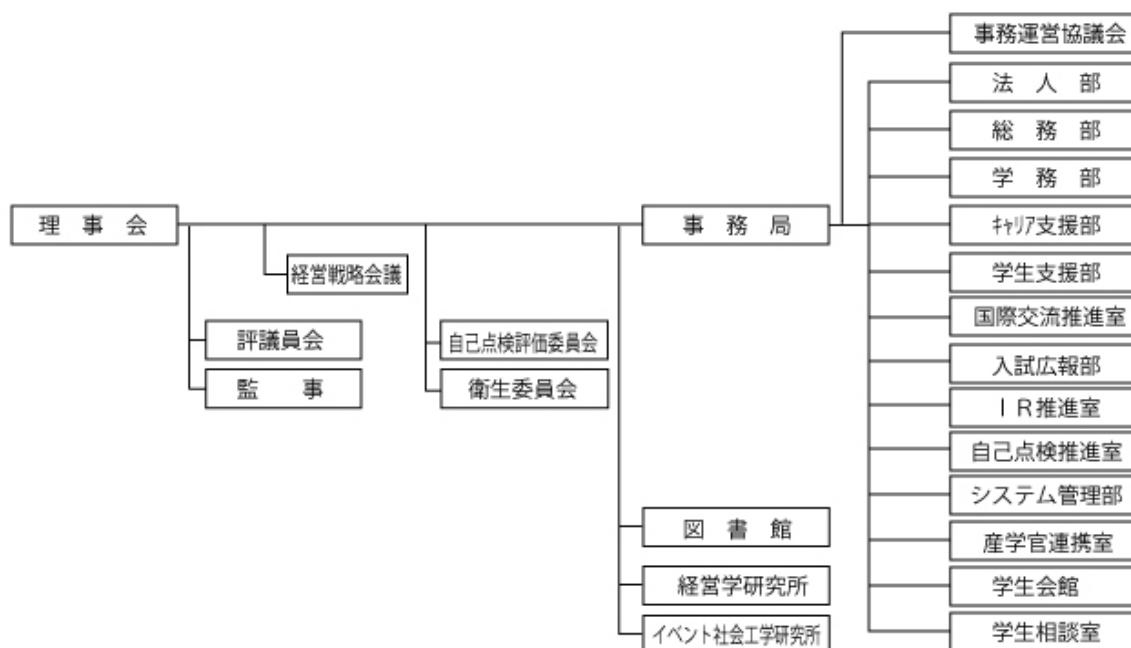 理事会
経営戦略会議
評議員会
監事
自己点検評価委員会
衛生委員会
事務局
図書館
経営学研究所
イベント社会工学研究所
事務運営協議会
法人部
総務部
学務部
ｷｬﾘｱ支援部
学生支援部
国際交流推進室
入試広報部
ＩＲ推進室
自己点検推進室
システム管理部
産学官連携室
学生会館
学生相談室